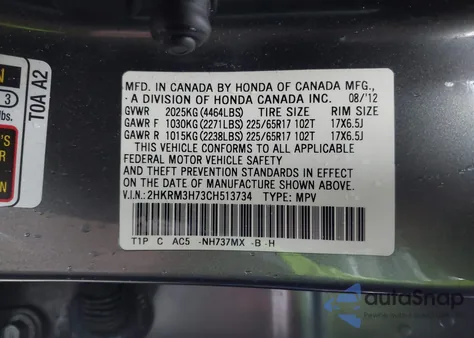 MFD. IN CANADA BY HONDA OF CANADA MFG.,
- A DIVISION OF HONDA CANADA INC. 08/'12
GVWR 2025KG (4464LBS) TIRE SIZE RIM SIZE
GAWR F 1030KG (2271LBS) 225/65R17 102T 17X6.5J
GAWR R 1015KG (2238LBS) 225/65R17 102T 17X6.5J
THIS VEHICLE CONFORMS TO ALL APPLICABLE
FEDERAL MOTOR VEHICLE SAFETY
AND THEFT PREVENTION STANDARDS IN EFFECT ON
THE DATE OF MANUFACTURE SHOWN ABOVE.
V.I.N.: 2HKRM3H73CH513734 TYPE: MPV
T1P C AC5 -NH737MX -B -H
TOA A2
3
lbs.
autoSnap